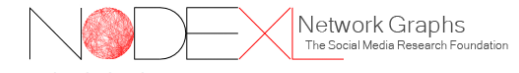 NODEXL Network Graphs
The Social Media Research Foundation